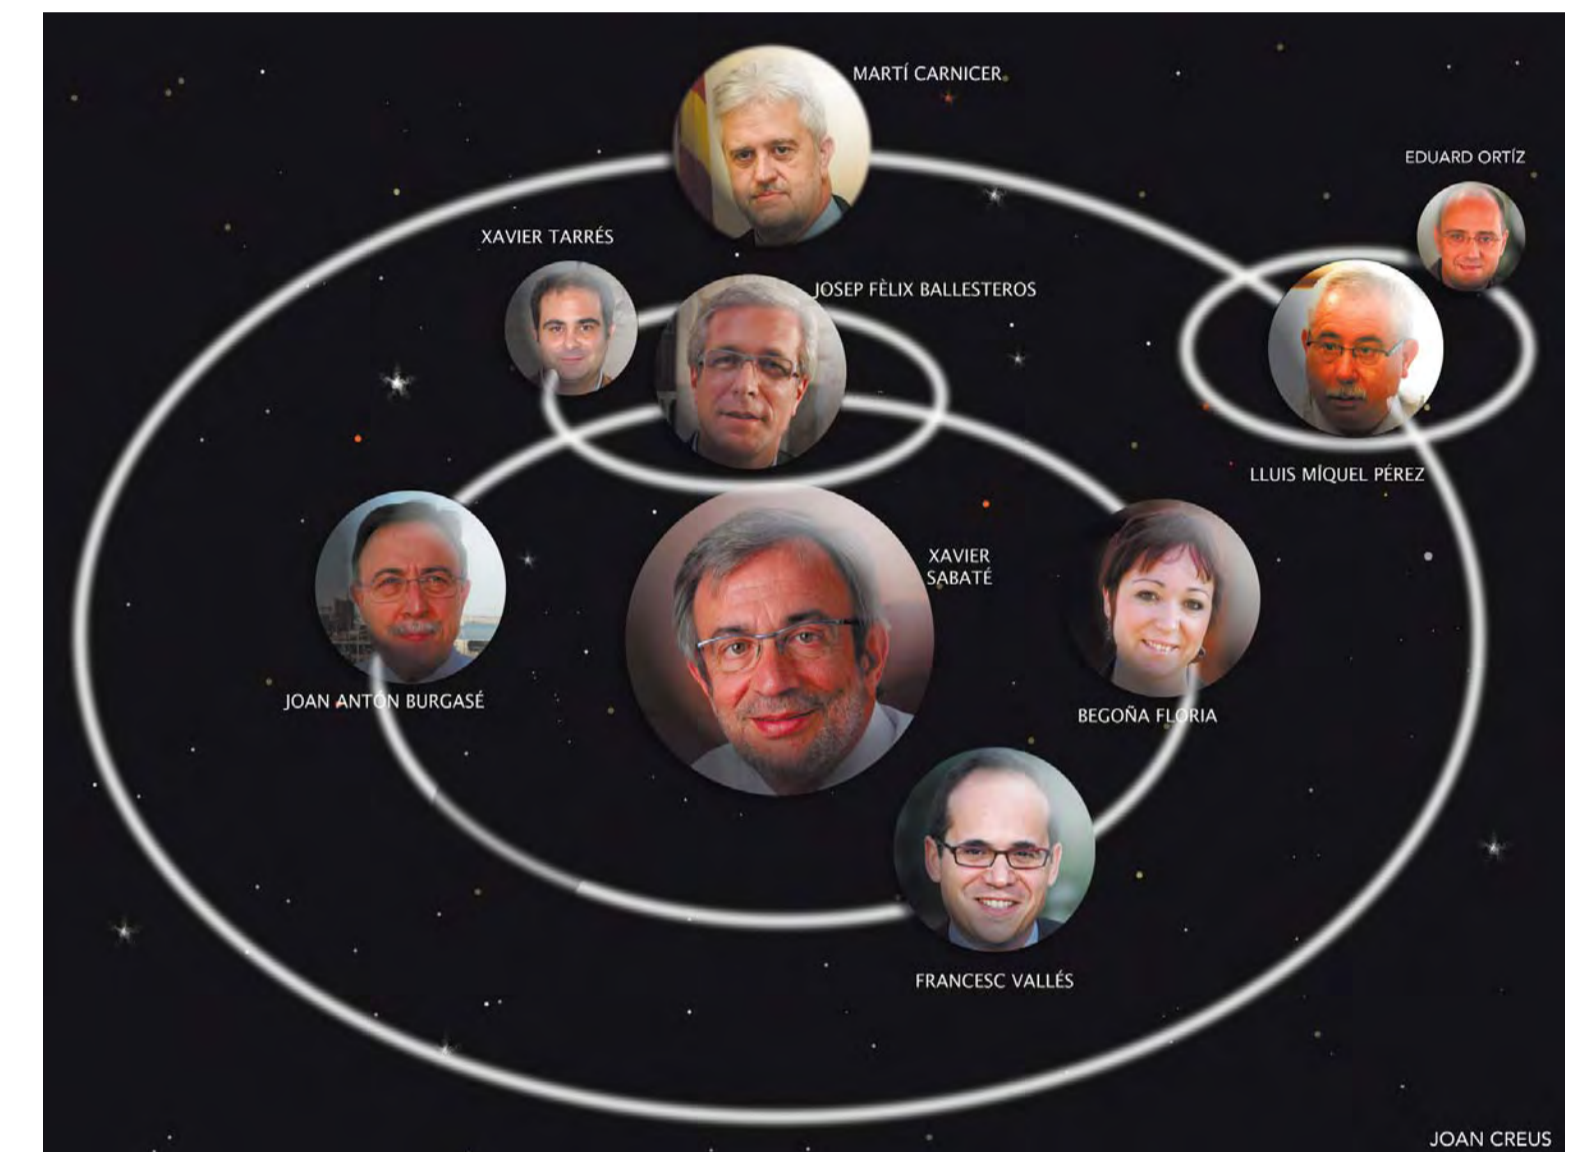 MARTÍ CARNICER
EDUARD ORTÍZ
XAVIER TARRÉS
JOSEP FÈLIX BALLESTEROS
LLUIS MÍQUEL PÉREZ
XAVIER
SABATÉ
JOAN ANTÓN BURGASÉ
BEGOÑA FLORIA
FRANCESC VALLÉS
JOAN CREUS